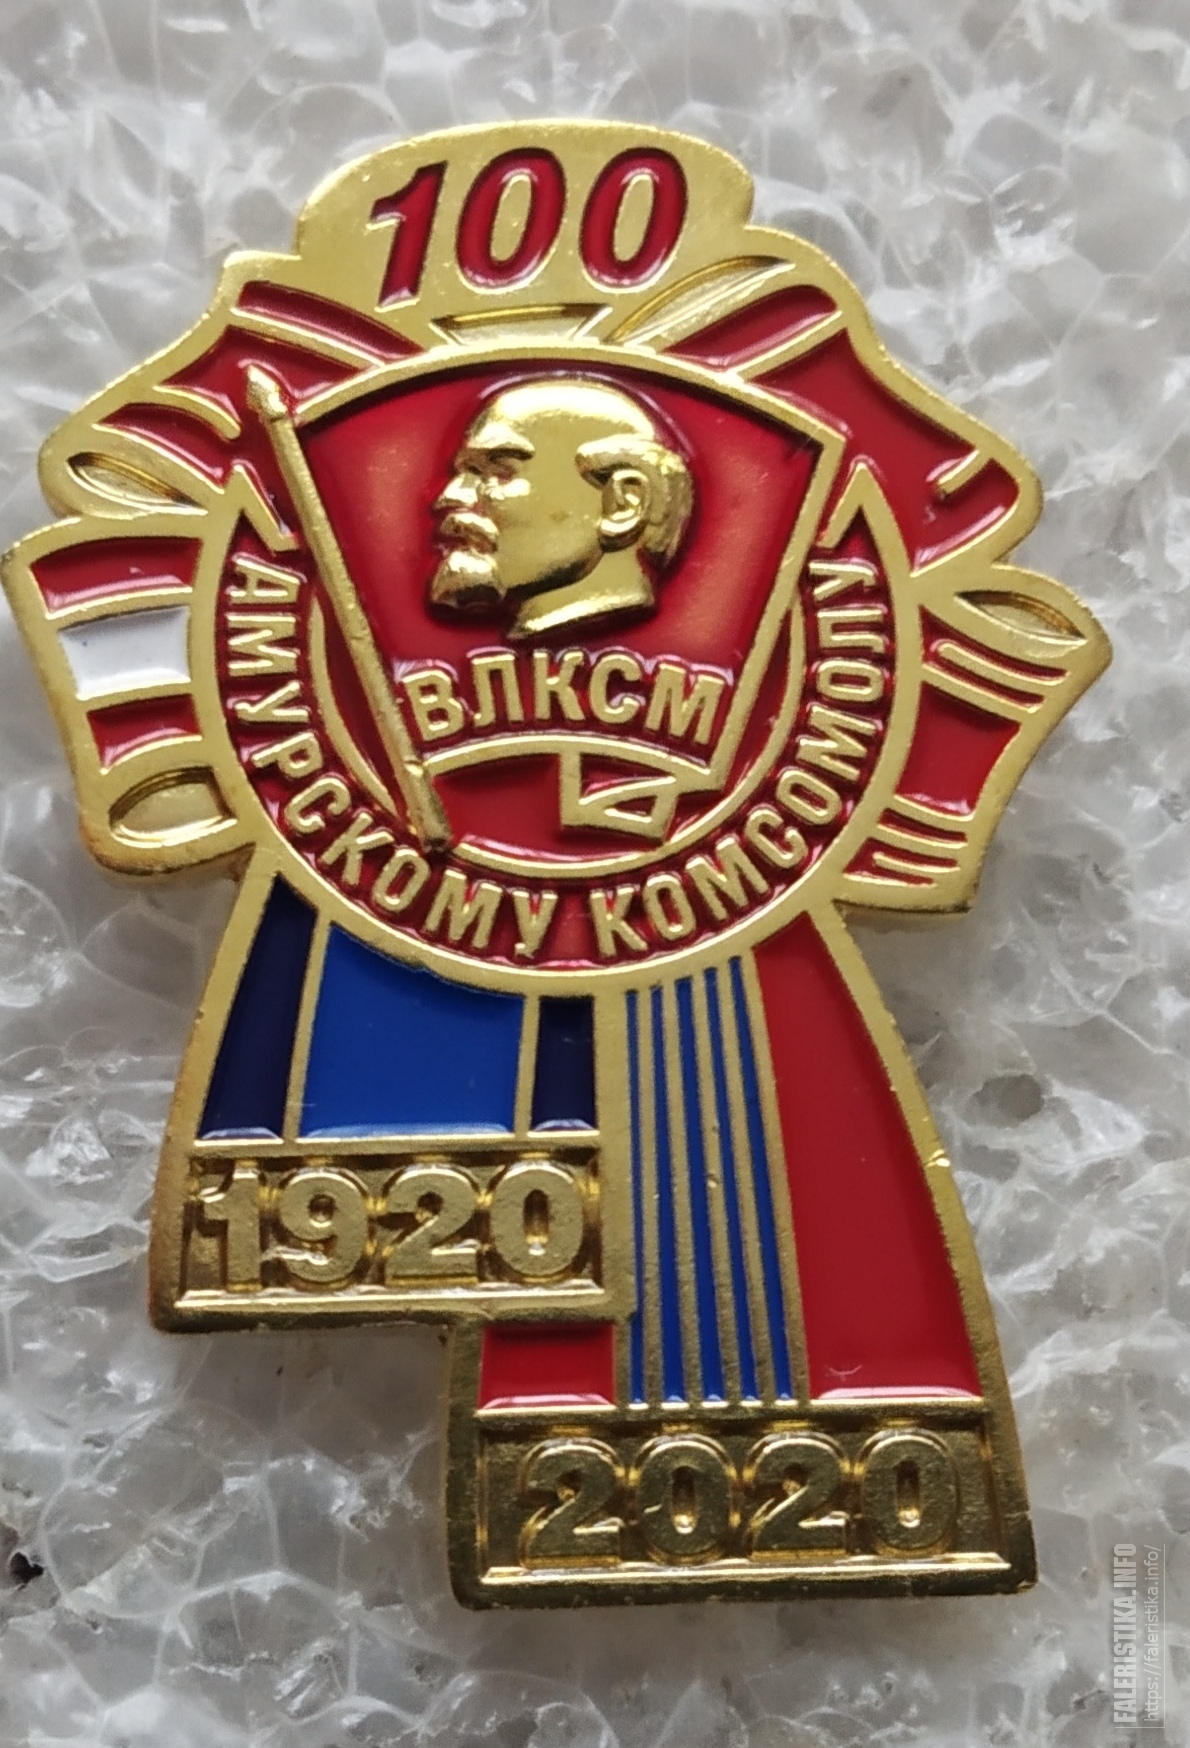 100
ВЛКСМ
АМУРСКОМУ КОМСОМОЛУ
1920
2020
FALERISTIKA.INFO
https://faleristika.info/